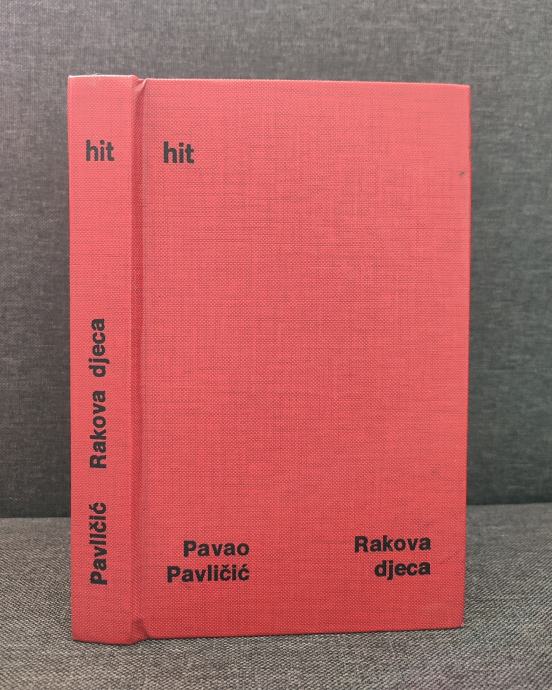 hit
Pavličić Rakova djeca
hit
Pavao
Pavličić
Rakova
djeca